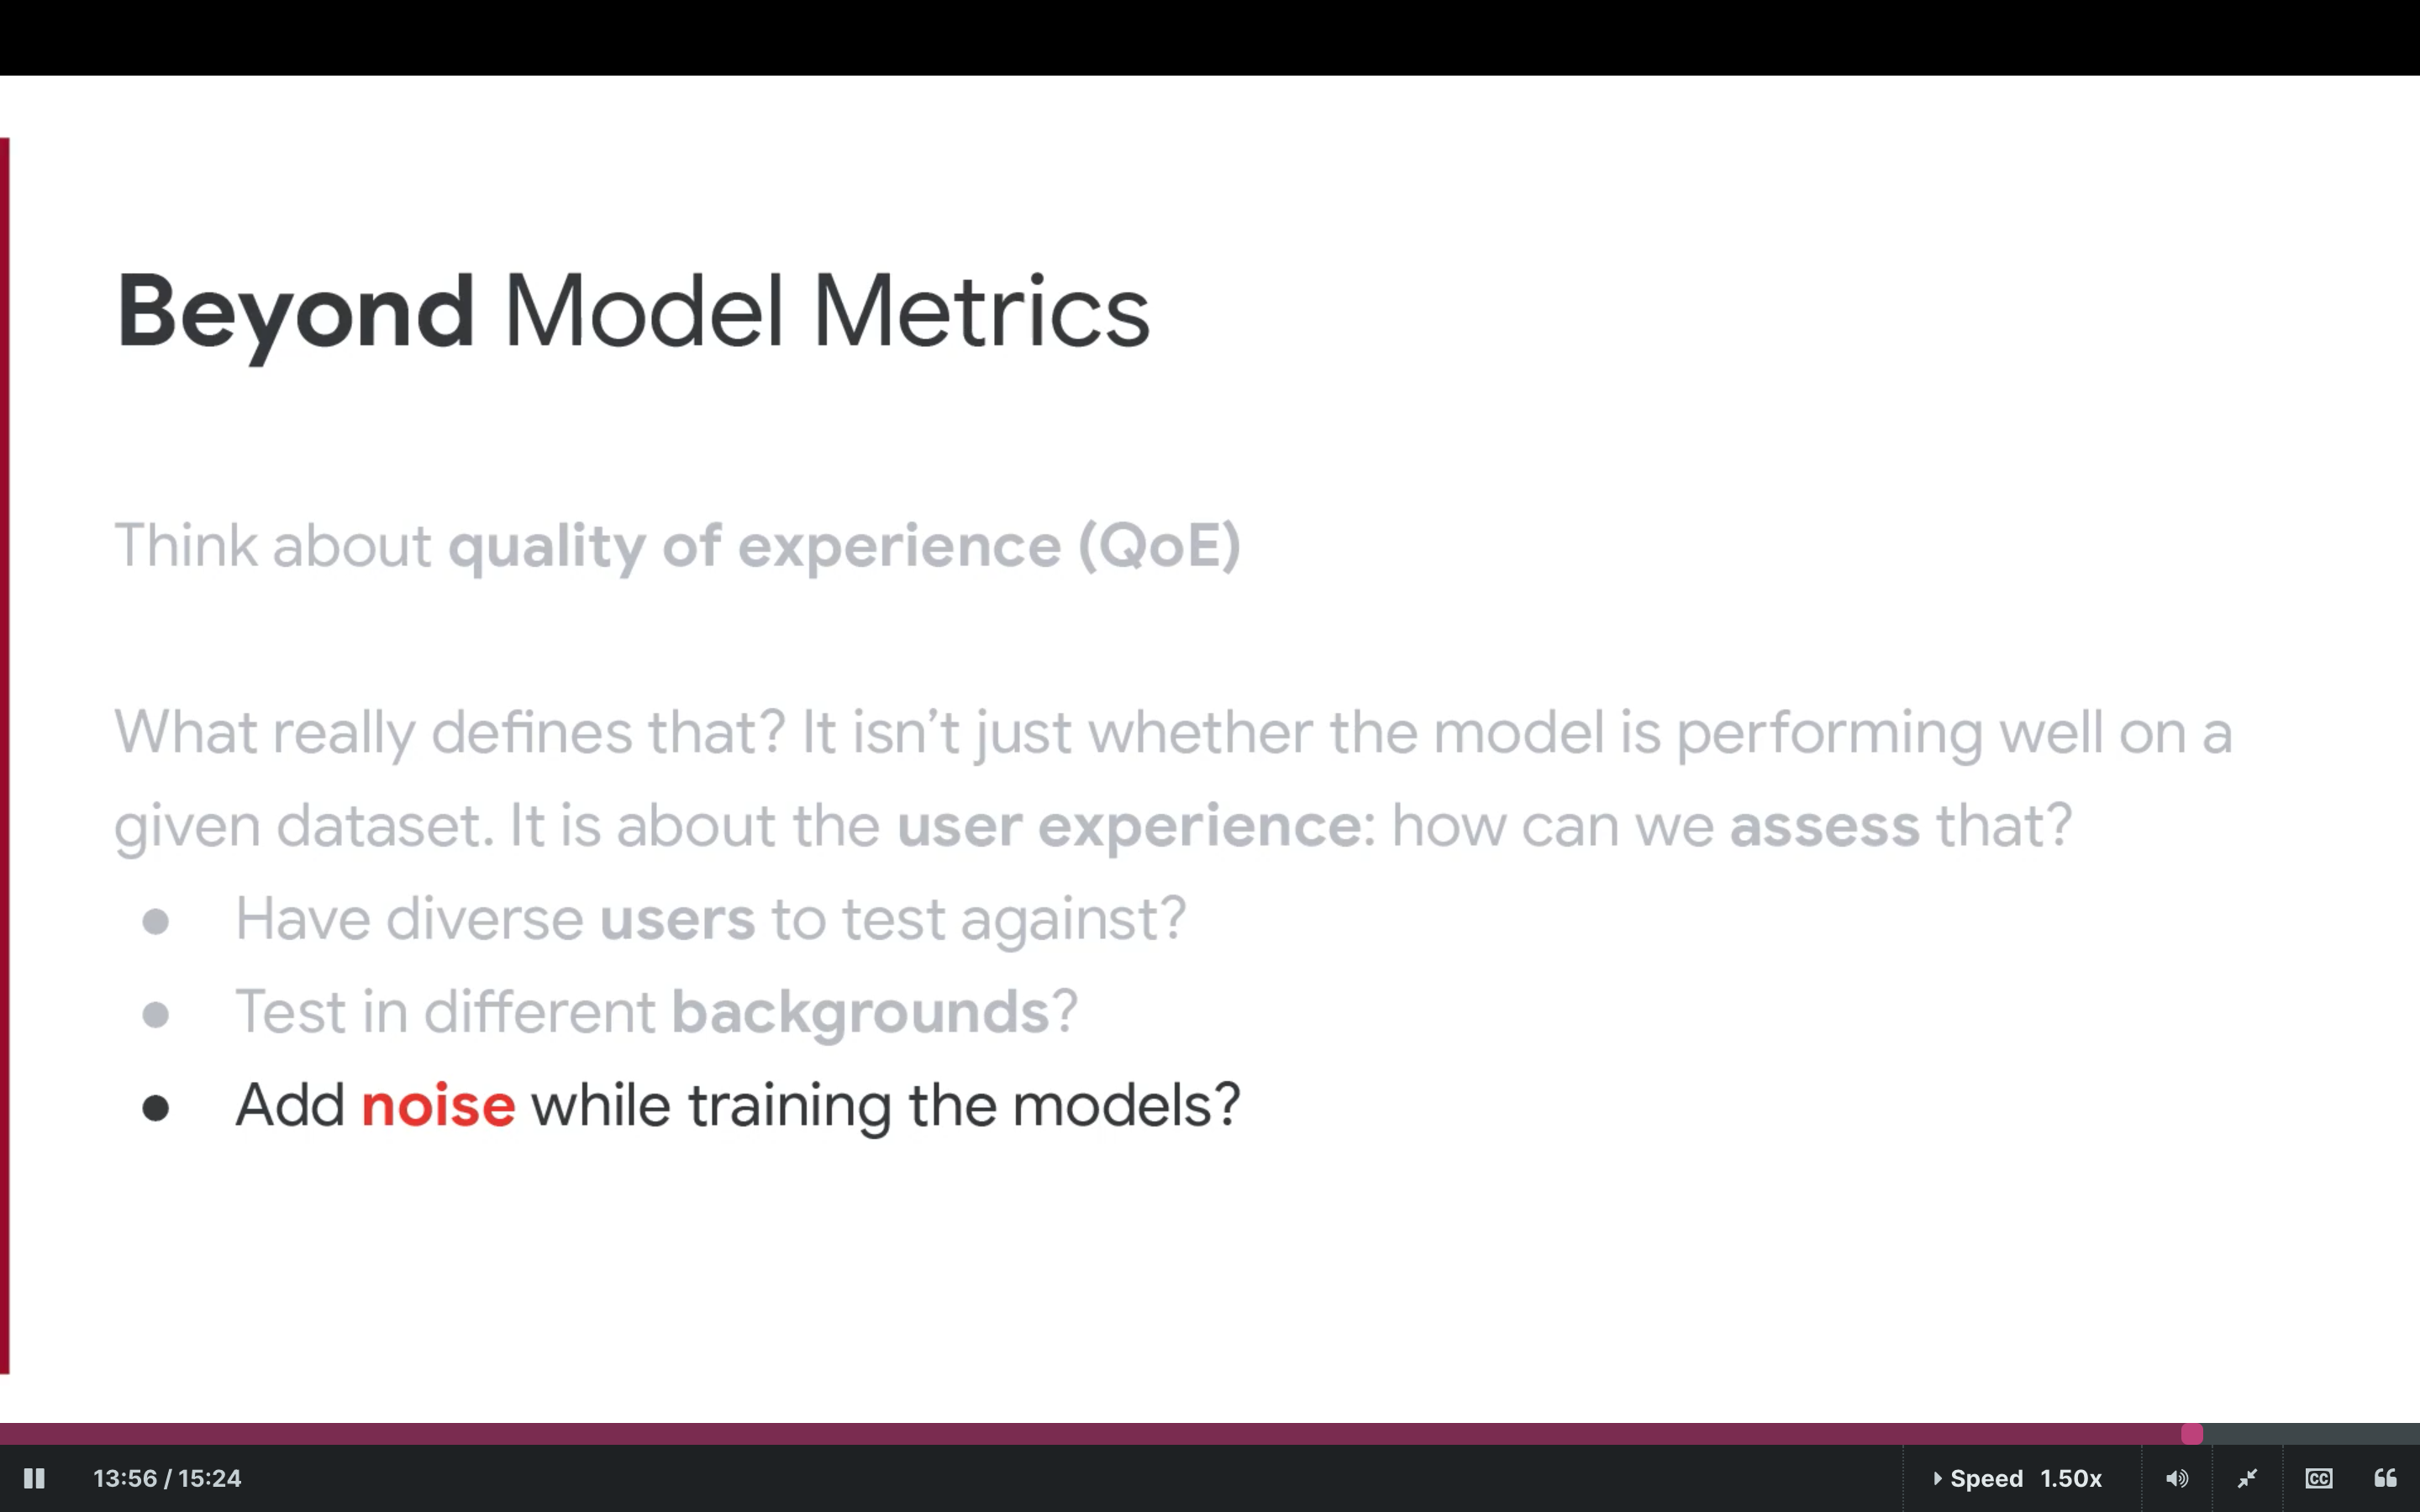 Beyond Model Metrics
Think about quality of experience (QoE)
What really defines that? It isn’t just whether the model is performing well on a
given dataset. It is about the user experience: how can we assess that?
● Have diverse users to test against?
● Test in different backgrounds?
● Add noise while training the models?
13:56 / 15:24
Speed 1.50x
CC